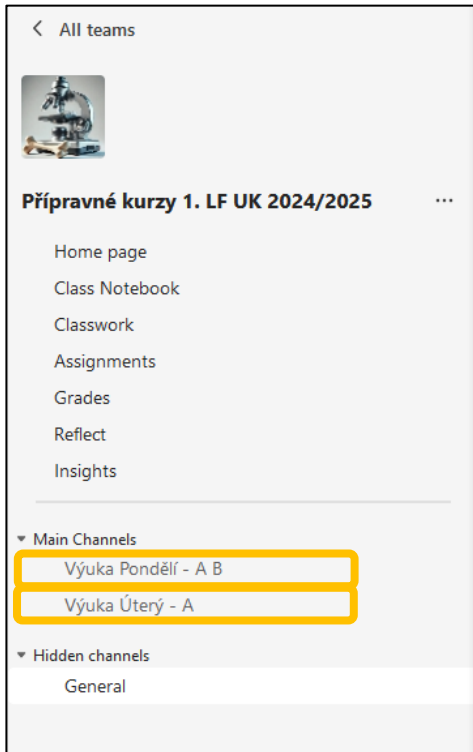 All teams
Přípravné kurzy 1. LF UK 2024/2025 ...
Home page
Class Notebook
Classwork
Assignments
Grades
Reflect
Insights
Main Channels
Výuka Pondělí - A B
Výuka Úterý - A
Hidden channels
General